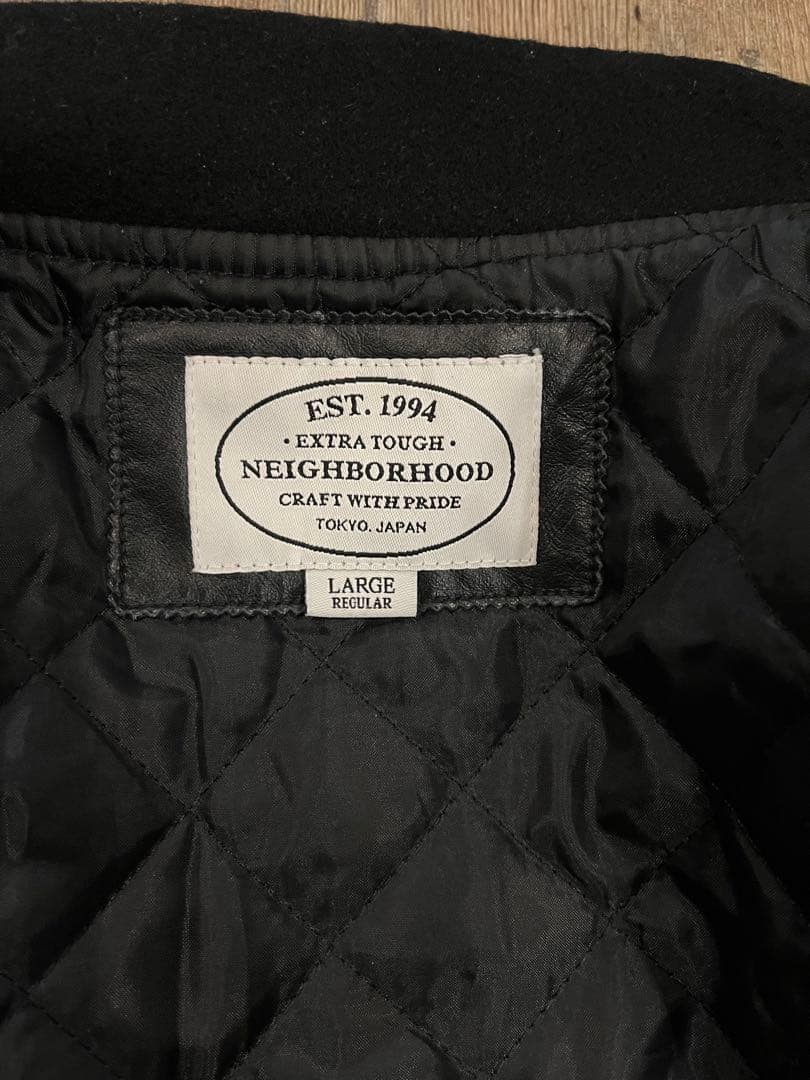 EST. 1994
· EXTRA TOUGH ·
NEIGHBORHOOD
CRAFT WITH PRIDE
TOKYO. JAPAN
LARGE
REGULAR